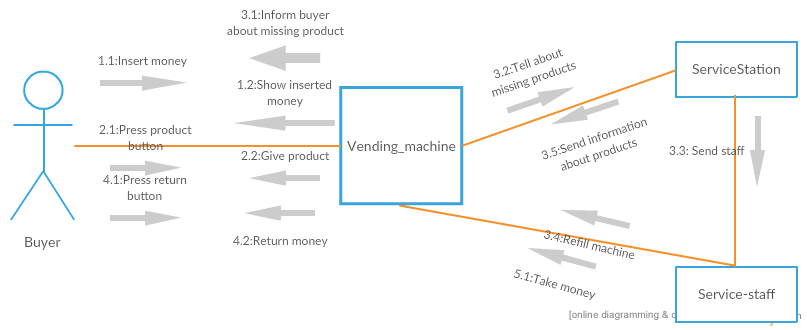 3.1:Inform buyer
about missing product
1.1:Insert money
3.2:Tell about
missing products
ServiceStation
1.2:Show inserted
money
2.1:Press product
button
Vending_machine
3.5:Send information
about products
3.3: Send staff
2.2:Give product
4.1:Press return
button
Buyer
4.2:Return money
3.4:Refill machine
5.1:Take money
Service-staff
[online diagramming &